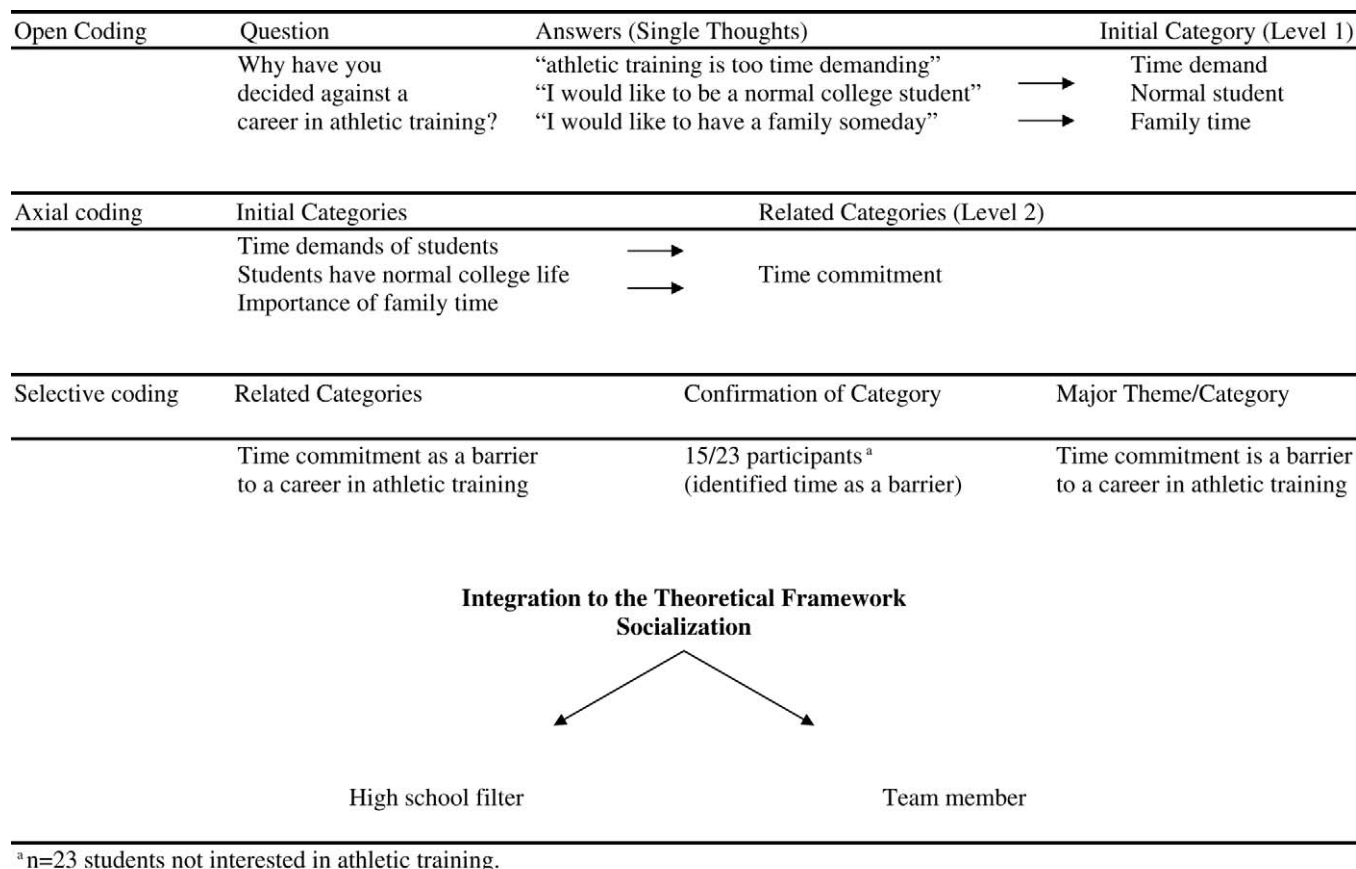 Open Coding Question Answers (Single Thoughts) Initial Category (Level 1)
Why have you “athletic training is too time demanding” Time demand
decided against a “I would like to be a normal college student” Normal student
career in athletic training? “I would like to have a family someday” Family time
Axial coding Initial Categories Related Categories (Level 2)
Time demands of students
Students have normal college life Time commitment
Importance of family time
Selective coding Related Categories Confirmation of Category Major Theme/Category
Time commitment as a barrier 15/23 participants ᵃ Time commitment is a barrier
to a career in athletic training (identified time as a barrier) to a career in athletic training
Integration to the Theoretical Framework
Socialization
High school filter Team member
ᵃ n=23 students not interested in athletic training.